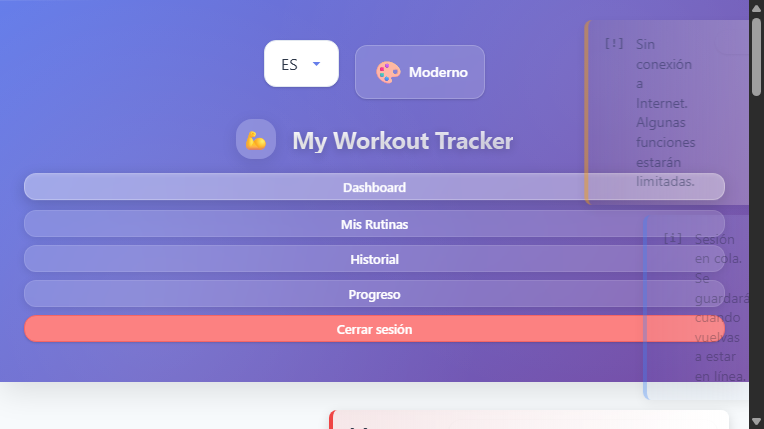 ES
Moderno
My Workout Tracker
Dashboard
Mis Rutinas
Historial
Progreso
Cerrar sesión
[!] Sin
conexión
a
Internet.
Algunas
funciones
estarán
limitadas.
[i] Sesión
en cola.
Se
guardará
cuando
vuelvas
a estar
en línea.